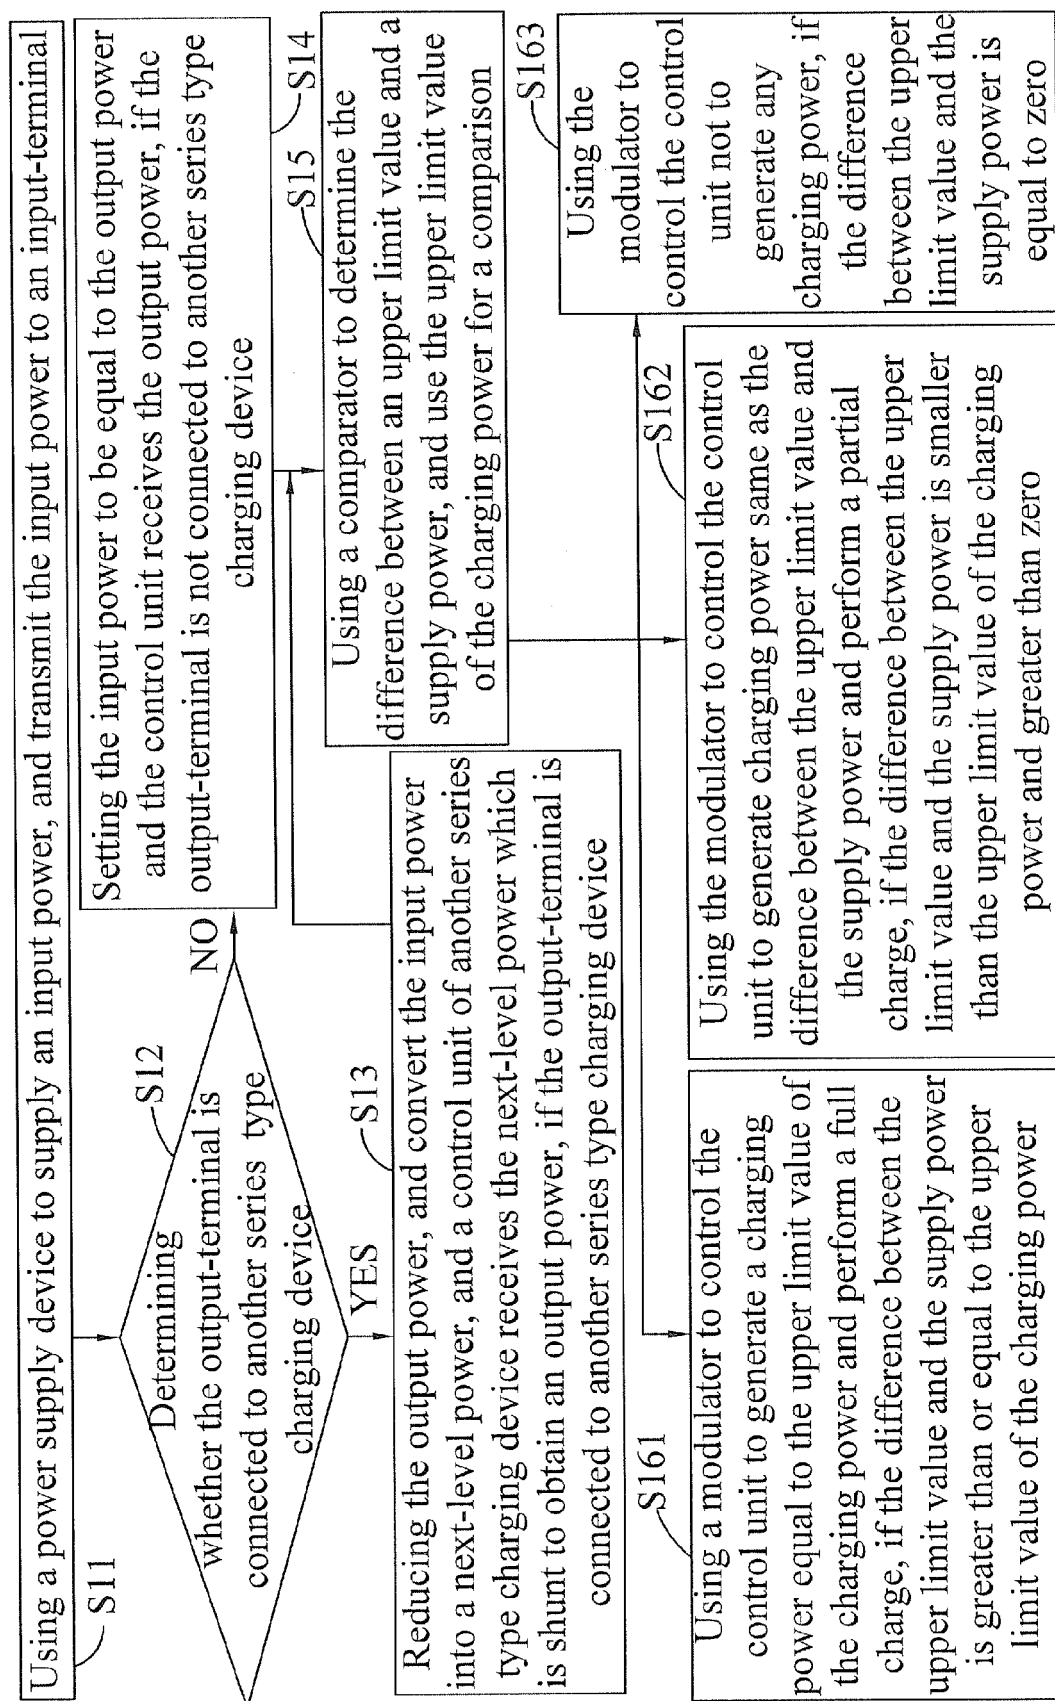 Using a power supply device to supply an input power, and transmit the input power to an input-terminal
S11
Determining
whether the output-terminal is
connected to another series type
charging device
S12
NO
YES
Setting the input power to be equal to the output power
and the control unit receives the output power, if the
output-terminal is not connected to another series type
charging device
S14
Reducing the output power, and convert the input power
into a next-level power, and a control unit of another series
type charging device receives the next-level power which
is shunt to obtain an output power, if the output-terminal is
connected to another series type charging device
S13
Using a comparator to determine the
difference between an upper limit value and a
supply power, and use the upper limit value
of the charging power for a comparison
S15
Using a modulator to control the
control unit to generate a charging
power equal to the upper limit value of
the charging power and perform a full
charge, if the difference between the
upper limit value and the supply power
is greater than or equal to the upper
limit value of the charging power
S161
Using the modulator to control the control
unit to generate charging power same as the
difference between the upper limit value and
the supply power and perform a partial
charge, if the difference between the upper
limit value and the supply power is smaller
than the upper limit value of the charging
power and greater than zero
S162
Using the
modulator to
control the control
unit not to
generate any
charging power, if
the difference
between the upper
limit value and the
supply power is
equal to zero
S163